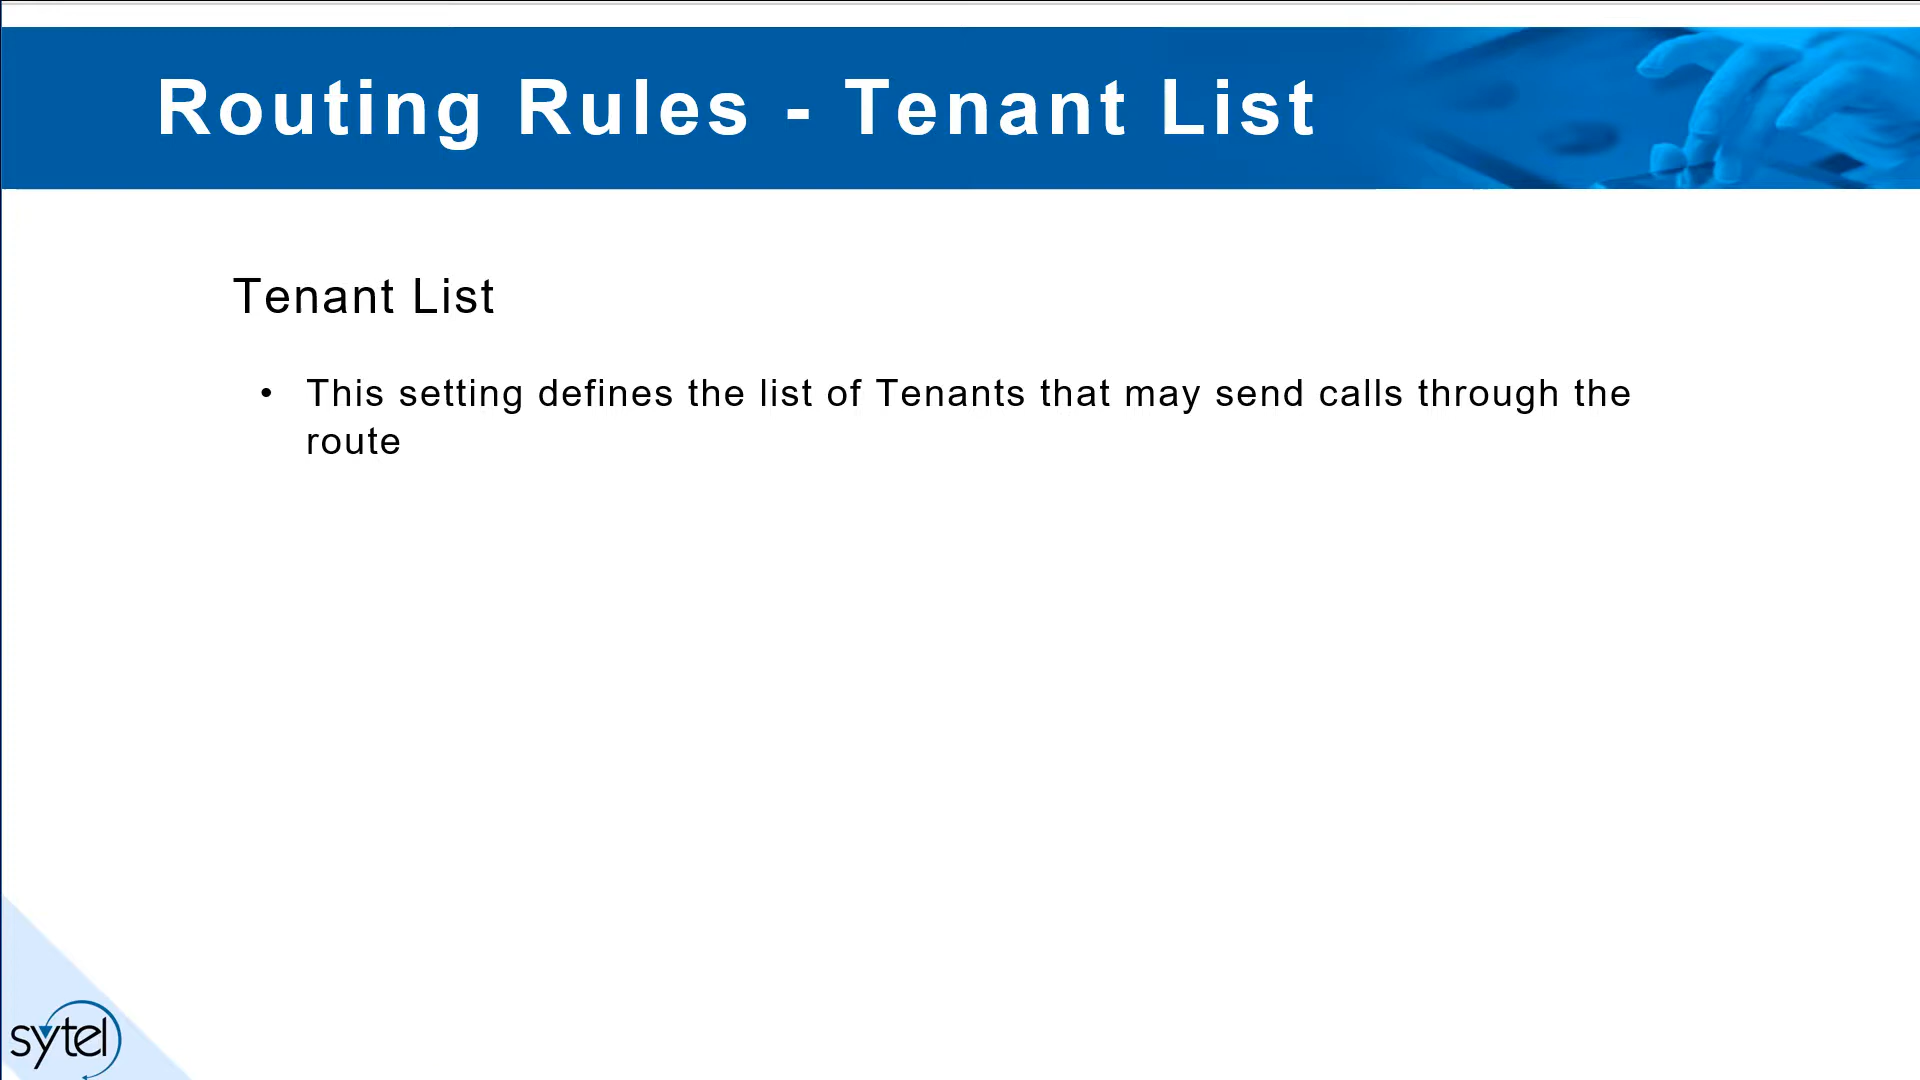 Routing Rules - Tenant List
Tenant List
• This setting defines the list of Tenants that may send calls through the
route
sytel